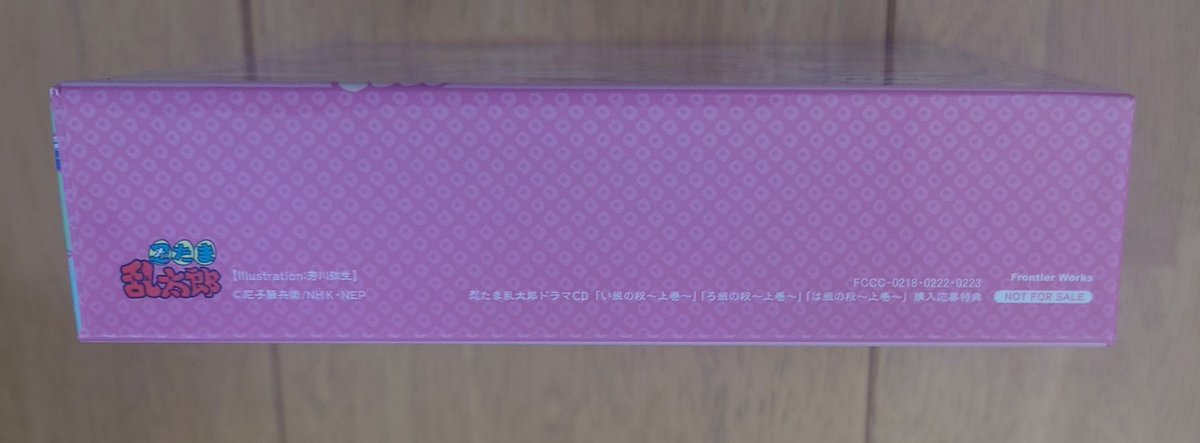 忍たま
乱太郎
【Illustration:芳川弥生】
©尼子騒兵衛/NHK・NEP
FCCC-0218・0222・0223
忍たま乱太郎ドラマCD「い組の段～上巻～」「ろ組の段～上巻～」「は組の段～上巻～」購入応募特典
Frontier Works
NOT FOR SALE